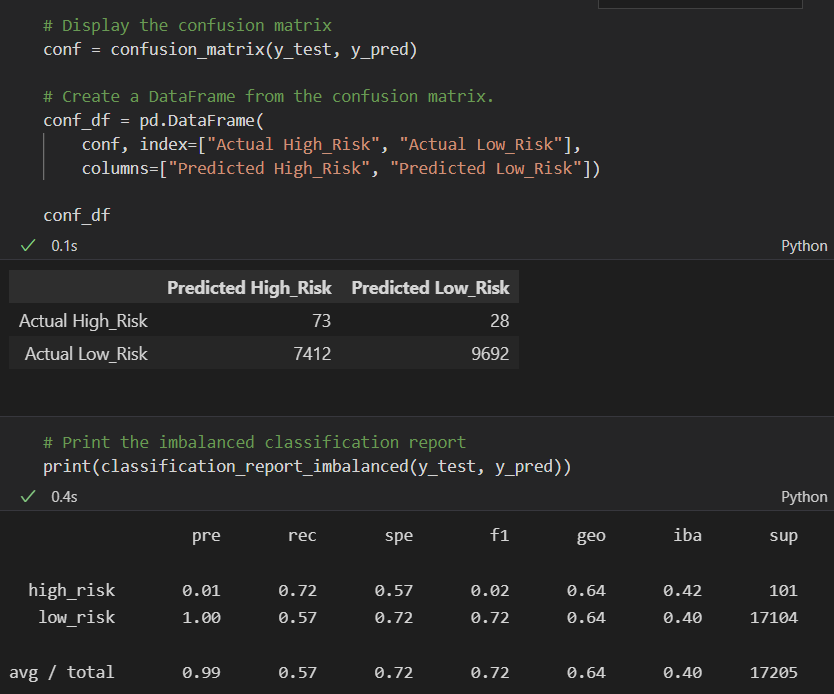 # Display the confusion matrix
conf = confusion_matrix(y_test, y_pred)
# Create a DataFrame from the confusion matrix.
conf_df = pd.DataFrame(
conf, index=["Actual High_Risk", "Actual Low_Risk"],
columns=["Predicted High_Risk", "Predicted Low_Risk"])
conf_df
0.1s Python
Predicted High_Risk Predicted Low_Risk
Actual High_Risk 73 28
Actual Low_Risk 7412 9692
# Print the imbalanced classification report
print(classification_report_imbalanced(y_test, y_pred))
0.4s Python
pre rec spe f1 geo iba sup
high_risk 0.01 0.72 0.57 0.02 0.64 0.42 101
low_risk 1.00 0.57 0.72 0.72 0.64 0.40 17104
avg / total 0.99 0.57 0.72 0.72 0.64 0.40 17205